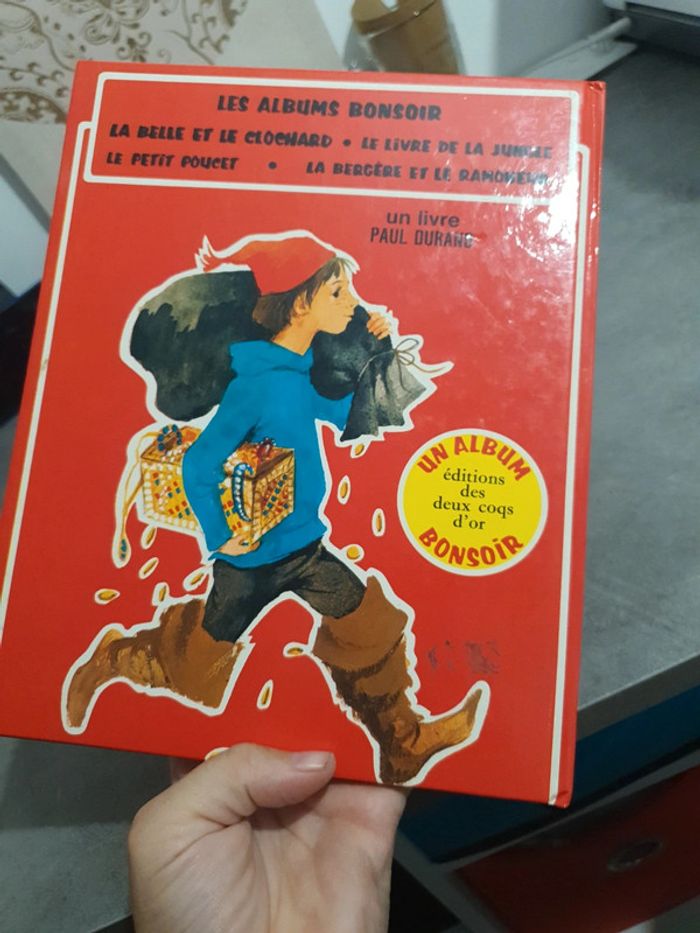 LES ALBUMS BONSOIR
LA BELLE ET LE CLOCHARD • LE LIVRE DE LA JUNGLE
LE PETIT POUCET • LA BERGÈRE ET LE RAMONEUR
un livre
PAUL DURAND
UN ALBUM
éditions
des
deux coqs
d'or
BONSOIR